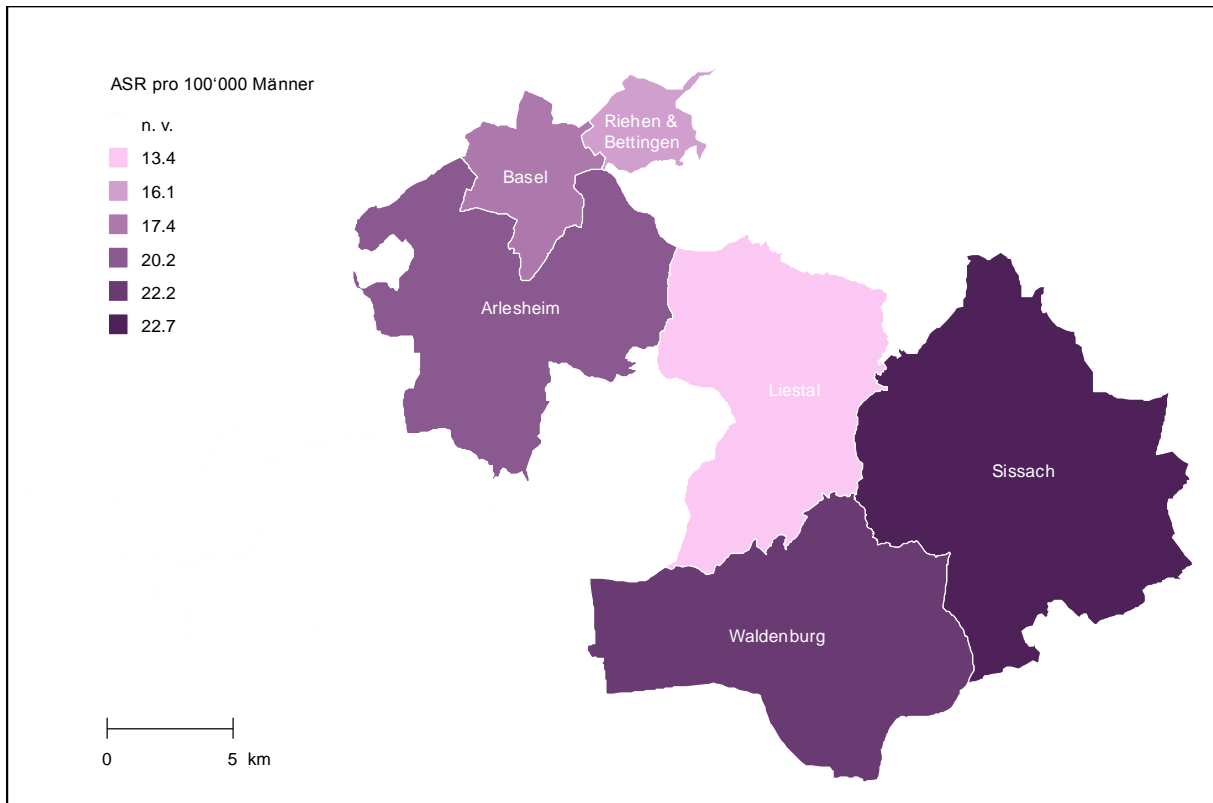 ASR pro 100‘000 Männer
n. v.
13.4
16.1
17.4
20.2
22.2
22.7
Riehen &
Bettingen
Basel
Arlesheim
Liestal
Sissach
Waldenburg
0 5 km